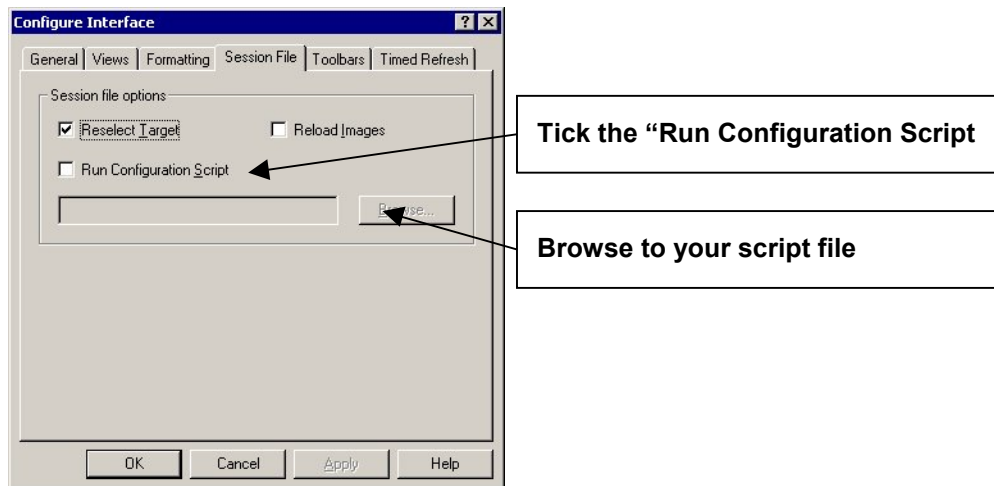 Configure Interface
General Views Formatting Session File Toolbars Timed Refresh
Session file options
Reselect Target Reload Images
Run Configuration Script
Browse...
OK Cancel Apply Help
Tick the “Run Configuration Script
Browse to your script file